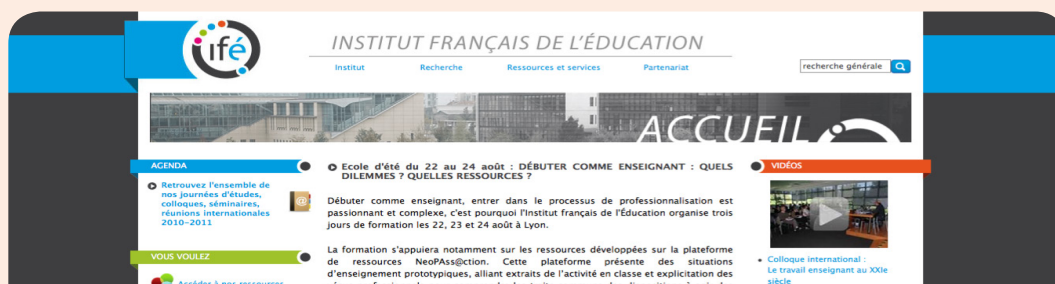 ifé
INSTITUT FRANÇAIS DE L'ÉDUCATION
Institut
Recherche
Ressources et services
Partenariat
recherche générale
ACCUEIL
AGENDA
Retrouvez l'ensemble de
nos journées d'études,
colloques, séminaires,
réunions internationales
2010-2011
VOUS VOULEZ
Accéder à nos ressources
Ecole d'été du 22 au 24 août : DÉBUTER COMME ENSEIGNANT : QUELS
DILEMMES ? QUELLES RESSOURCES ?
Débuter comme enseignant, entrer dans le processus de professionnalisation est
passionnant et complexe, c'est pourquoi l'Institut français de l'Éducation organise trois
jours de formation les 22, 23 et 24 août à Lyon.
La formation s'appuiera notamment sur les ressources développées sur la plateforme
de ressources NeoPAss@ction. Cette plateforme présente des situations
d'enseignement prototypiques, alliant extraits de l'activité en classe et explicitation des
VIDÉOS
Colloque international :
Le travail enseignant au XXIe
siècle